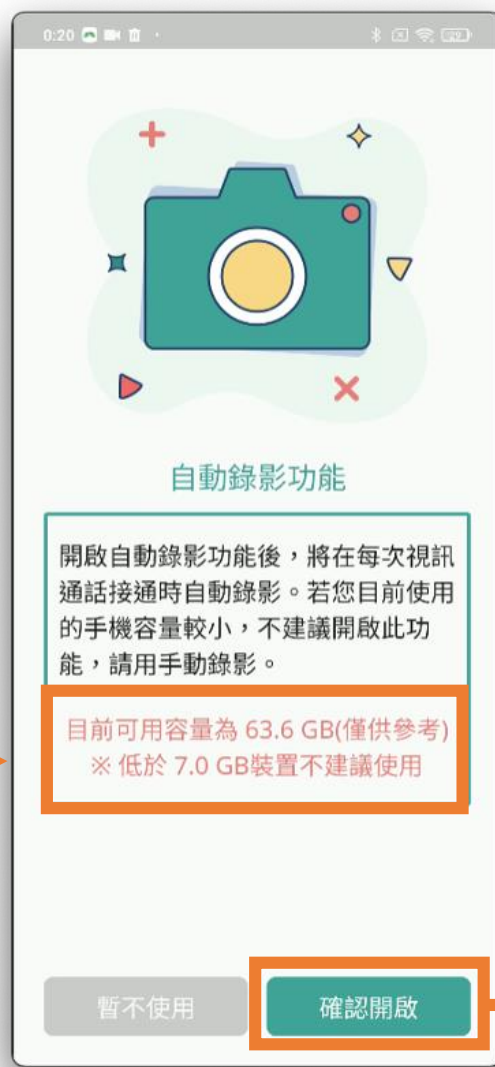 0:20
29
自動錄影功能
開啟自動錄影功能後，將在每次視訊
通話接通時自動錄影。若您目前使用
的手機容量較小，不建議開啟此功
能，請用手動錄影。
目前可用容量為 63.6 GB(僅供參考)
※ 低於 7.0 GB裝置不建議使用
暫不使用
確認開啟